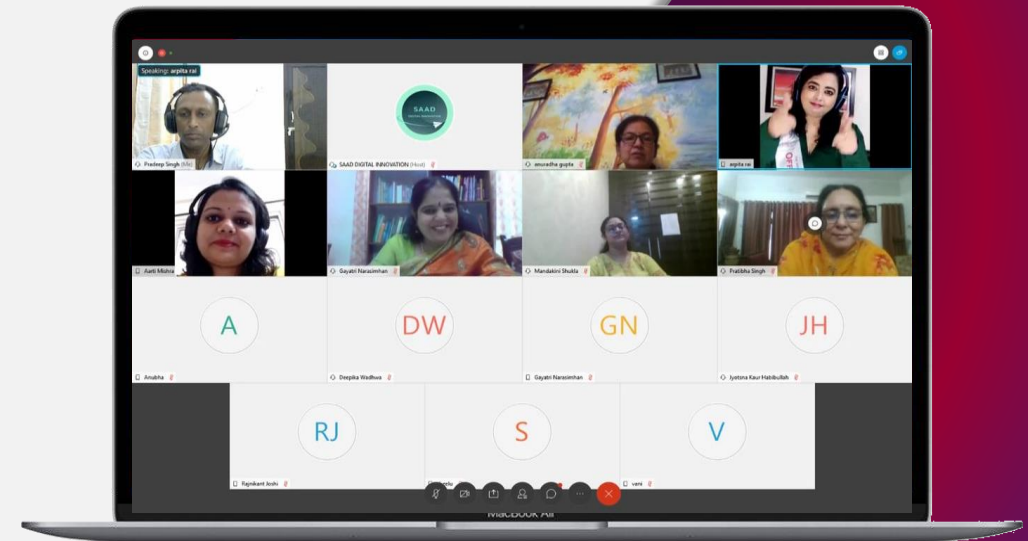 Speaking: arpita rai
SAAD
Pradeep Singh (Me)
SAAD DIGITAL INNOVATION (Host)
anuradha gupta
arpita rai
Aarti Mishra
Gayatri Narasimhan
Mandakini Shukla
Pratibha Singh
A
DW
GN
JH
Anubha
Deepika Wadhwa
Gayatri Narasimhan
Jyotsna Kaur Habibullah
RJ
S
V
Rajnikant Joshi
vani
MacBook Air